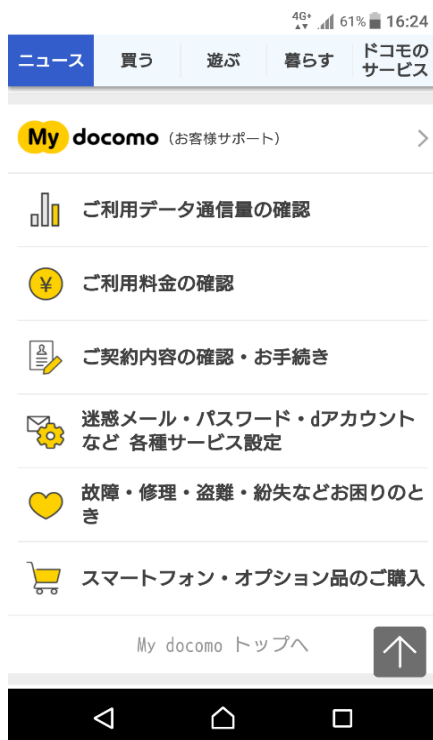 4G+ 61% 16:24
ニュース 買う 遊ぶ 暮らす ドコモの
サービス
My docomo (お客様サポート)
ご利用データ通信量の確認
¥ ご利用料金の確認
ご契約内容の確認・お手続き
迷惑メール・パスワード・dアカウント
など 各種サービス設定
故障・修理・盗難・紛失などお困りのと
き
スマートフォン・オプション品のご購入
My docomo トップへ